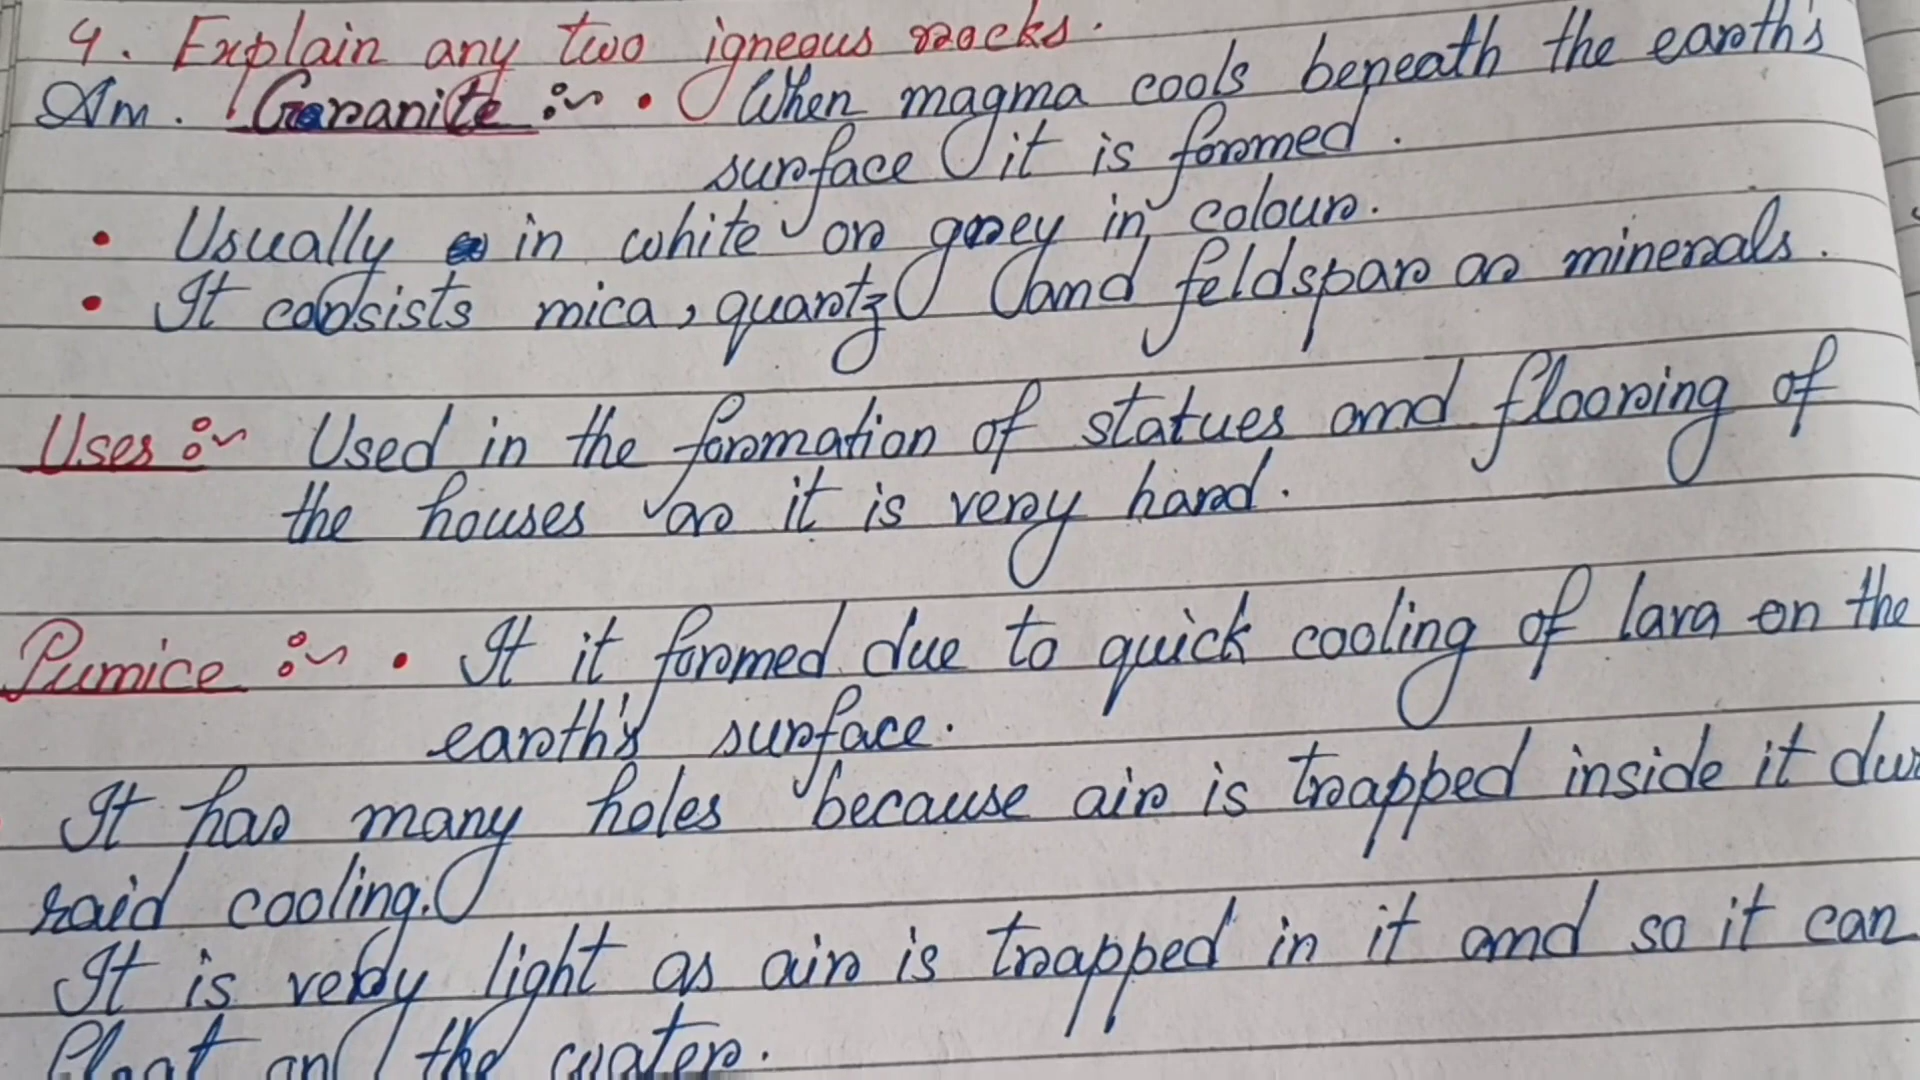 4. Explain any two igneous rocks.
Ans. Granite :~ • When magma cools beneath the earth's
surface it is formed.
• Usually in white or grey in colour.
• It consists mica, quartz and feldspar as minerals.
Uses :~ Used in the formation of statues and flooring of
the houses as it is very hard.
Pumice :~ • It it formed due to quick cooling of lava on the
earth's surface.
It has many holes because air is trapped inside it
raid cooling.
It is very light as air is trapped in it and so it can
float on the water.